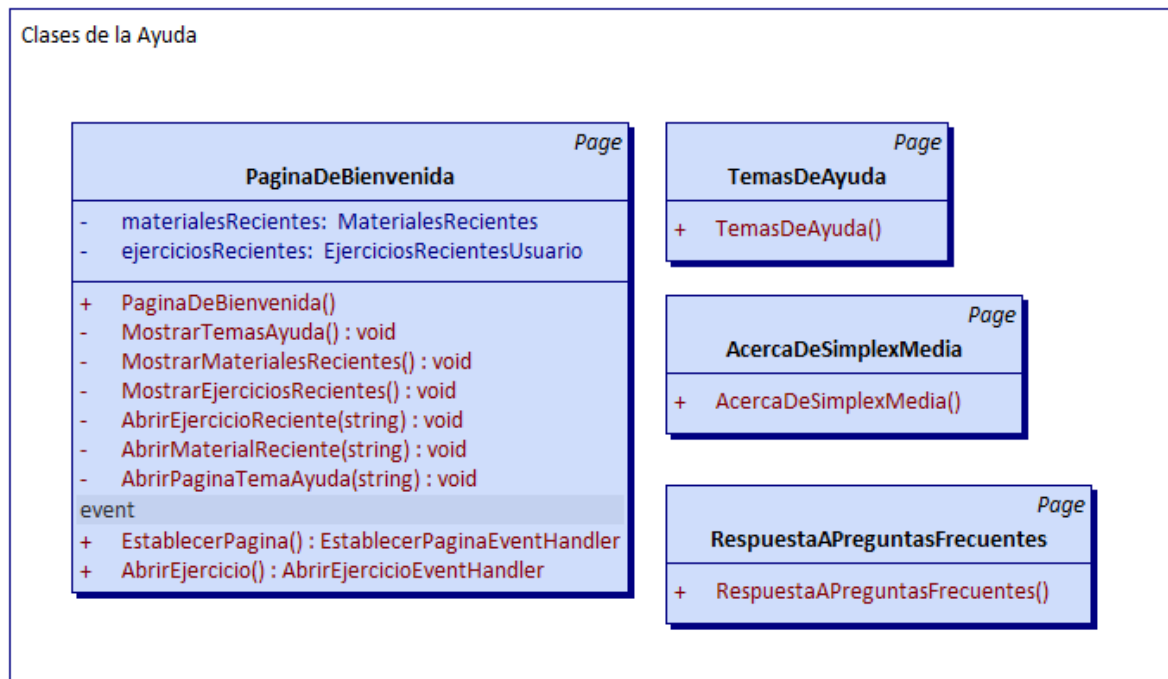 Clases de la Ayuda
Page
PaginaDeBienvenida
- materialesRecientes: MaterialesRecientes
- ejerciciosRecientes: EjerciciosRecientesUsuario
+ PaginaDeBienvenida()
- MostrarTemasAyuda() : void
- MostrarMaterialesRecientes() : void
- MostrarEjerciciosRecientes() : void
- AbrirEjercicioReciente(string) : void
- AbrirMaterialReciente(string) : void
- AbrirPaginaTemaAyuda(string) : void
event
+ EstablecerPagina() : EstablecerPaginaEventHandler
+ AbrirEjercicio() : AbrirEjercicioEventHandler
Page
TemasDeAyuda
+ TemasDeAyuda()
Page
AcercaDeSimplexMedia
+ AcercaDeSimplexMedia()
Page
RespuestaAPreguntasFrecuentes
+ RespuestaAPreguntasFrecuentes()